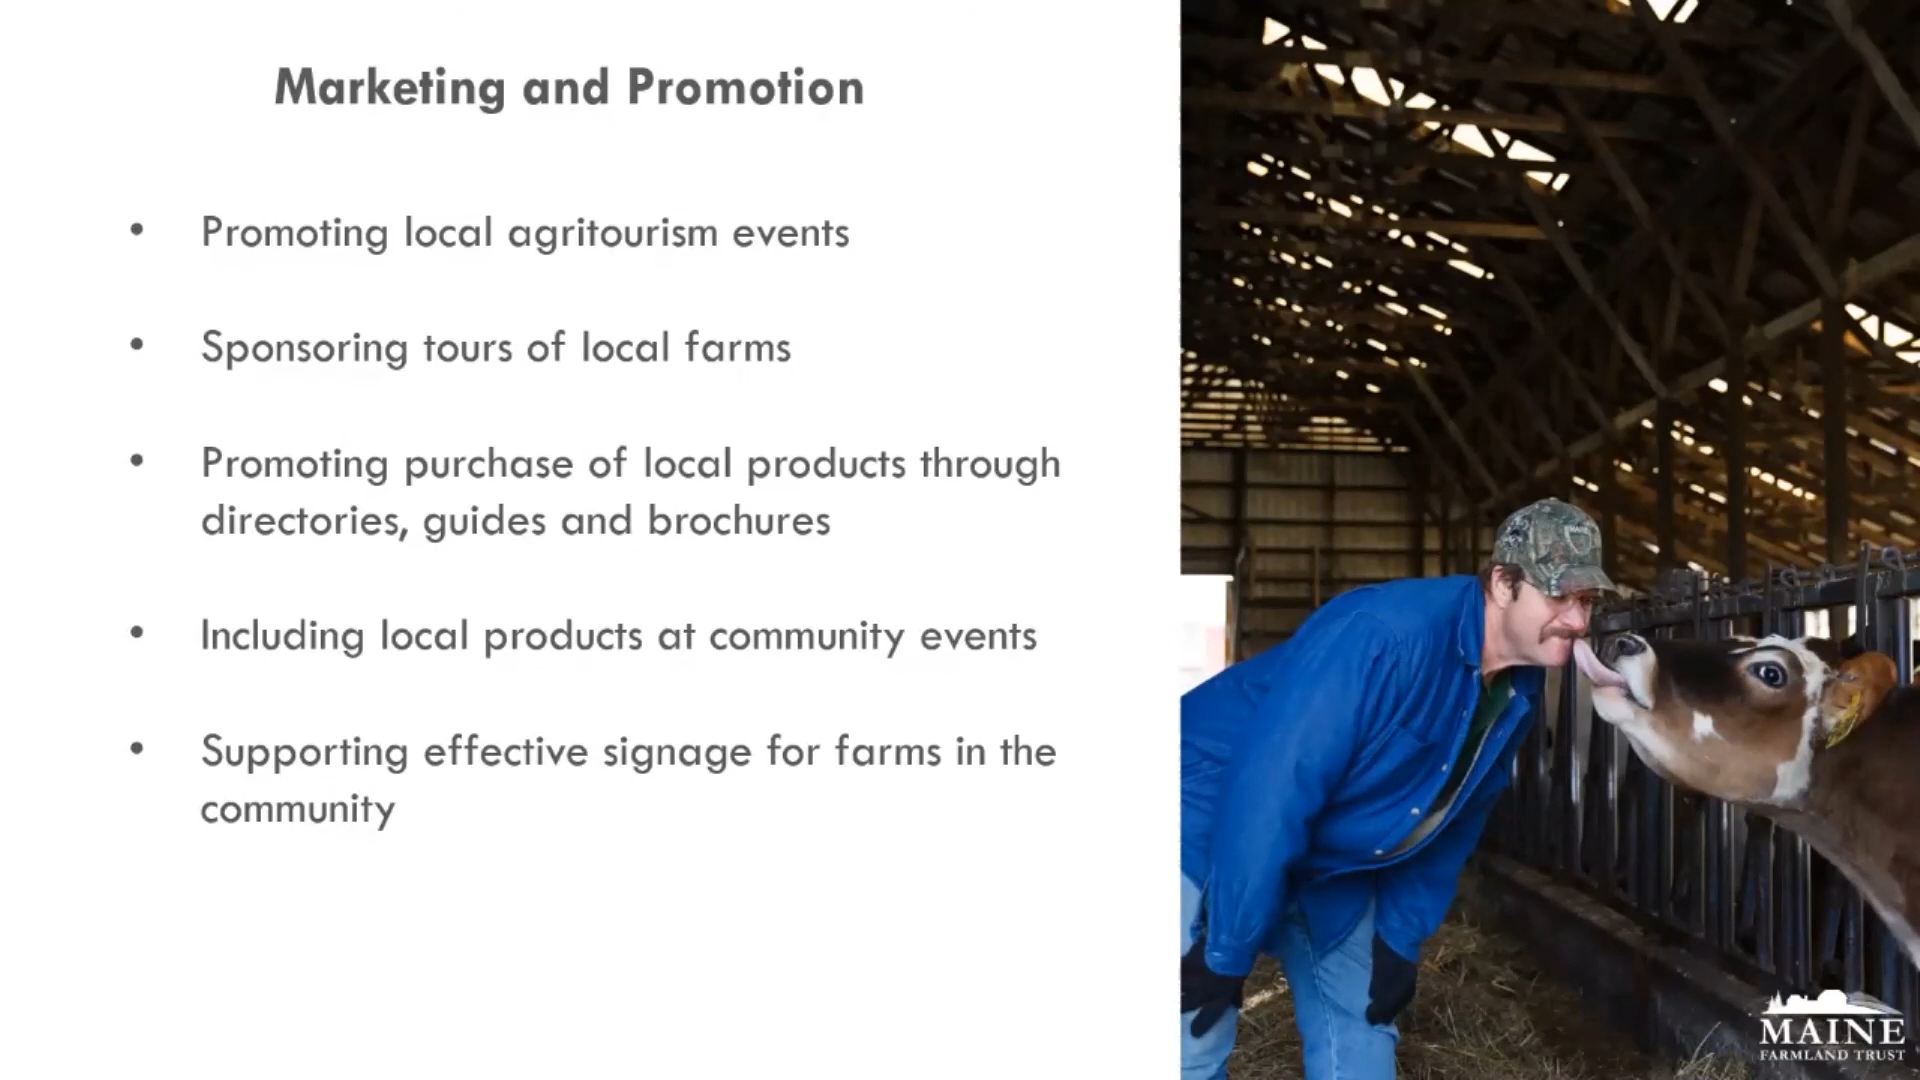 Marketing and Promotion
• Promoting local agritourism events
• Sponsoring tours of local farms
• Promoting purchase of local products through
directories, guides and brochures
• Including local products at community events
• Supporting effective signage for farms in the
community
MAINE
FARMLAND TRUST